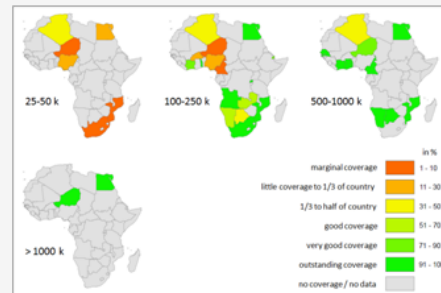 25-50 k
100-250 k
500-1000 k
> 1000 k
in %
marginal coverage 1 - 10
little coverage to 1/3 of country 11 - 30
1/3 to half of country 31 - 50
good coverage 51 - 70
very good coverage 71 - 90
outstanding coverage 91 - 100
no coverage / no data